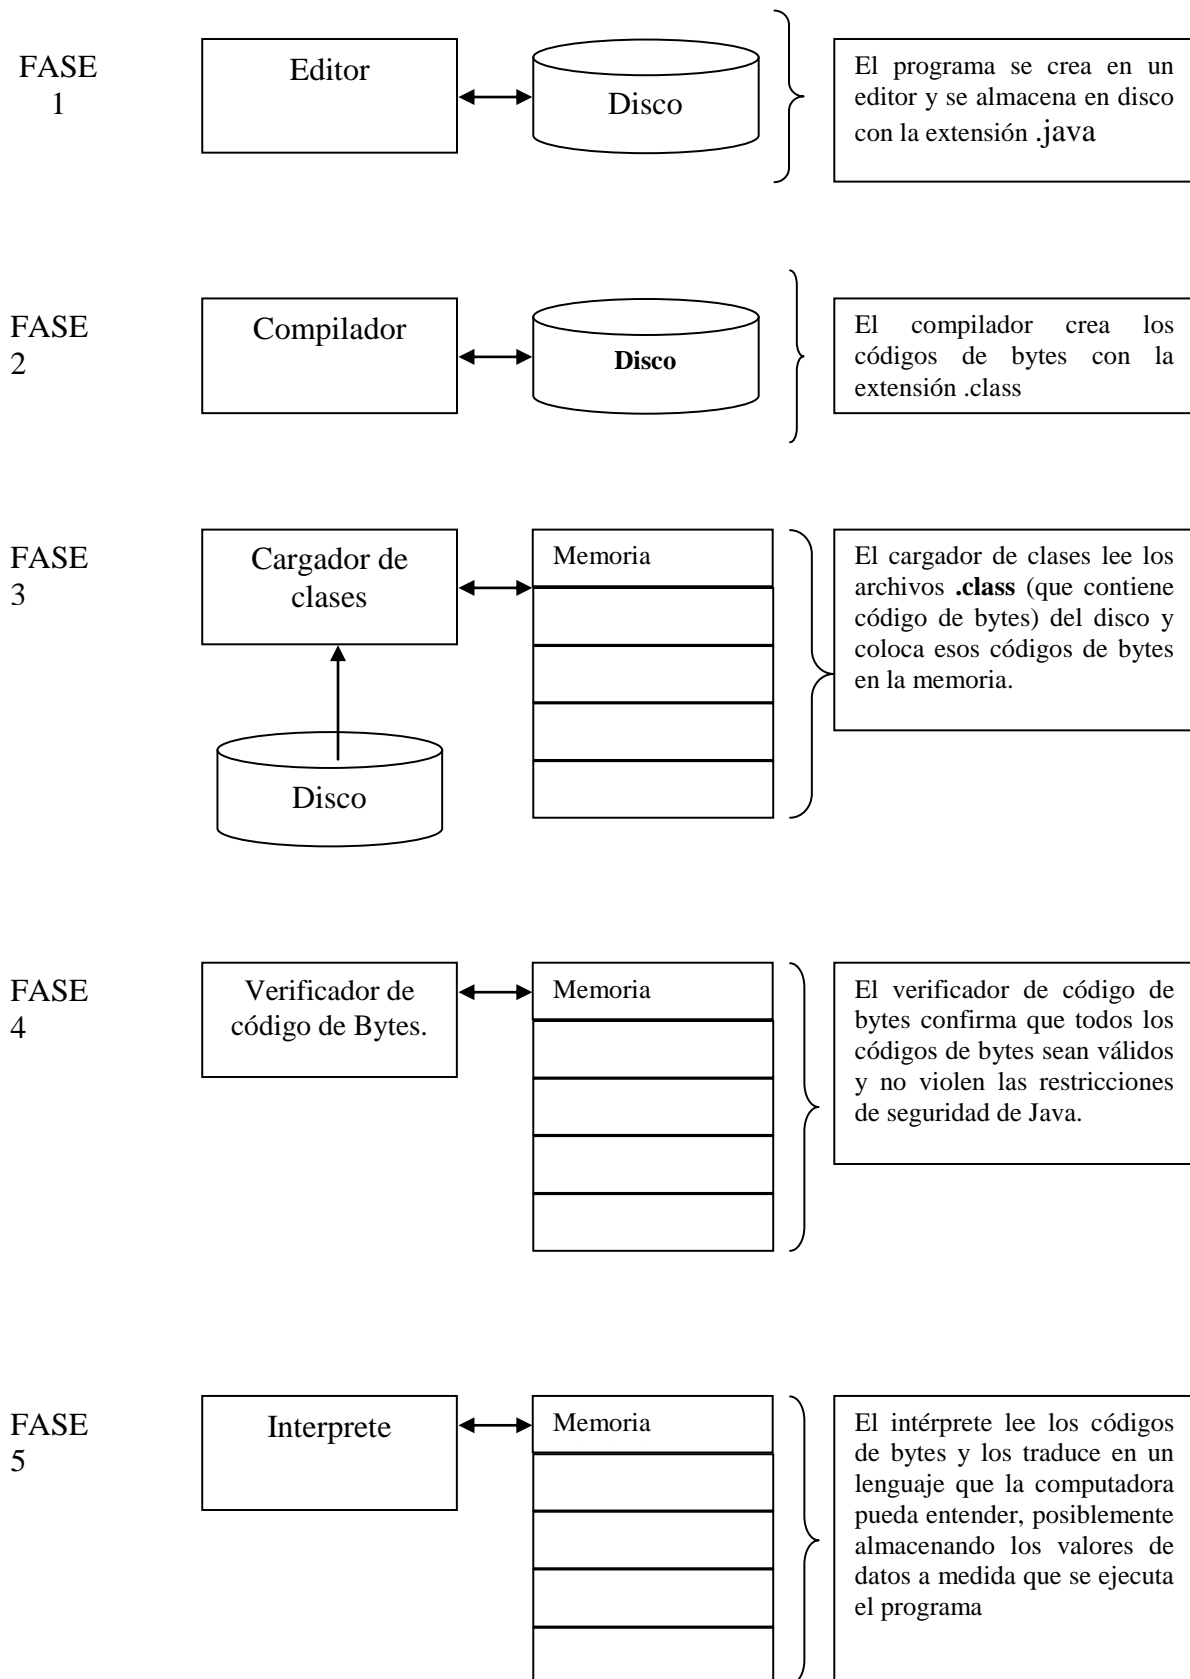 FASE
1
Editor
Disco
El programa se crea en un
editor y se almacena en disco
con la extensión .java
FASE
2
Compilador
Disco
El compilador crea los
códigos de bytes con la
extensión .class
FASE
3
Cargador de
clases
Memoria
Disco
El cargador de clases lee los
archivos .class (que contiene
código de bytes) del disco y
coloca esos códigos de bytes
en la memoria.
FASE
4
Verificador de
código de Bytes.
Memoria
El verificador de código de
bytes confirma que todos los
códigos de bytes sean válidos
y no violen las restricciones
de seguridad de Java.
FASE
5
Interprete
Memoria
El intérprete lee los códigos
de bytes y los traduce en un
lenguaje que la computadora
pueda entender, posiblemente
almacenando los valores de
datos a medida que se ejecuta
el programa